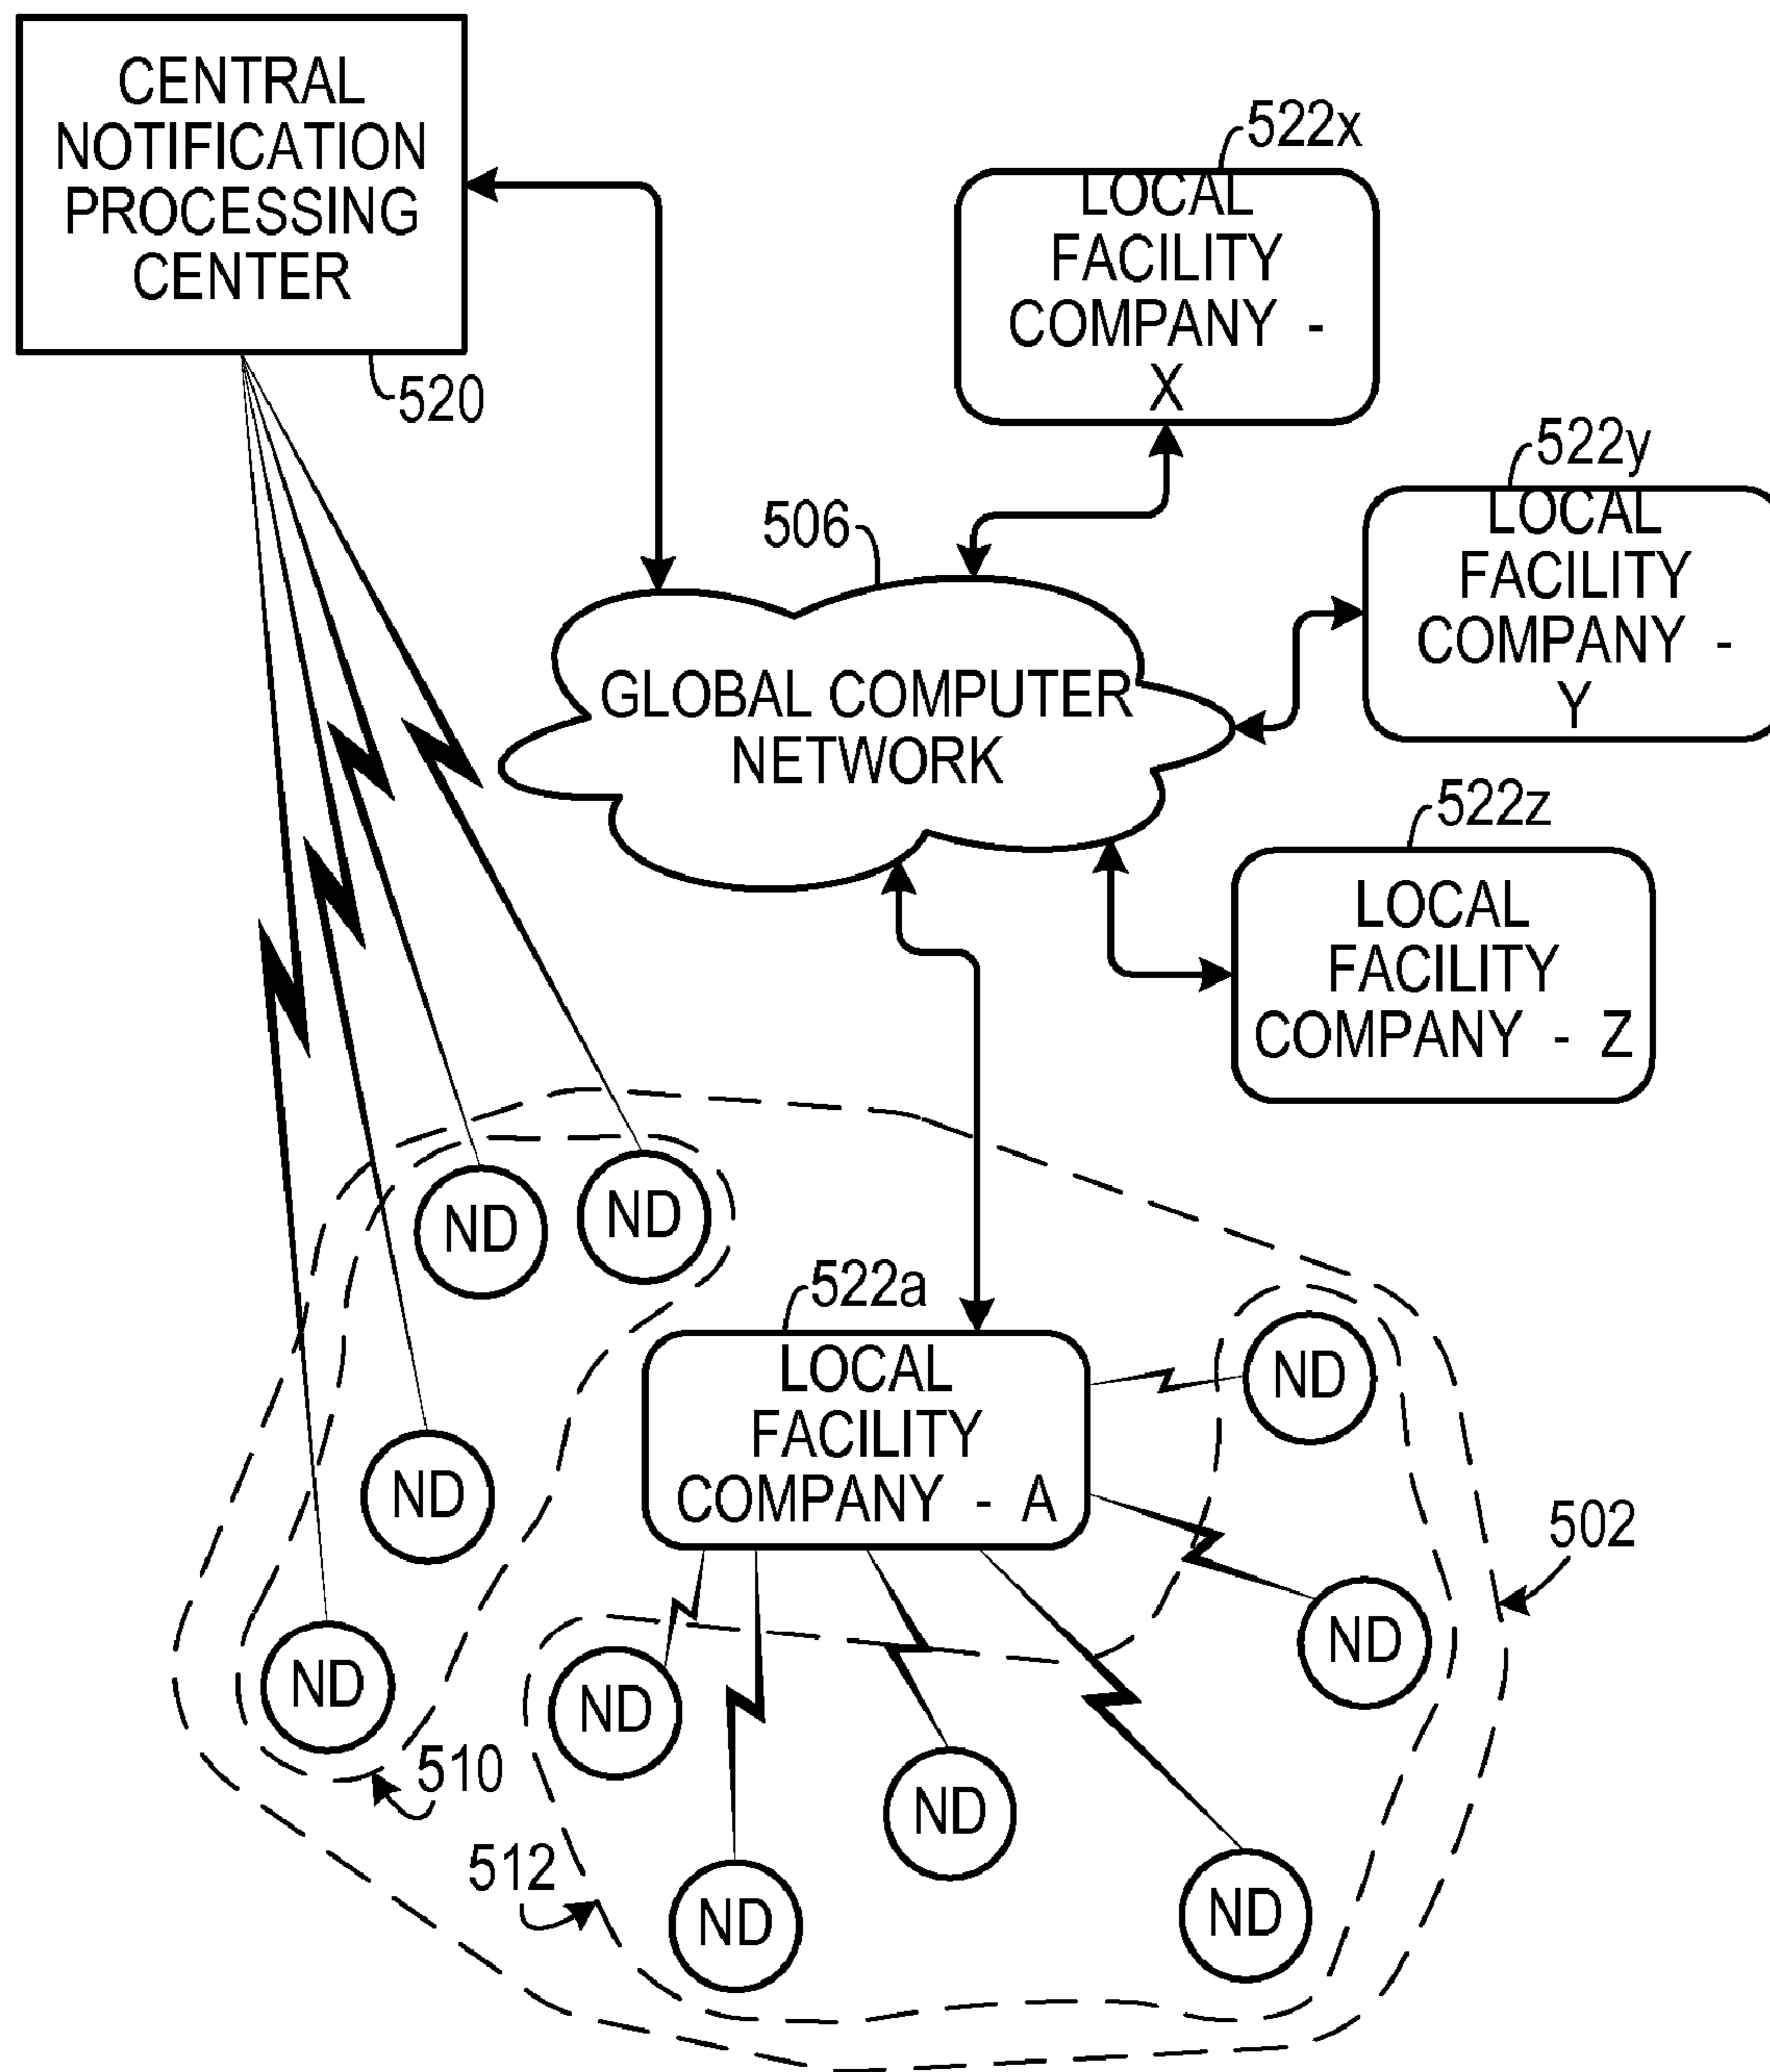 CENTRAL
NOTIFICATION
PROCESSING
CENTER
520
522x
LOCAL
FACILITY
COMPANY -
X
522y
LOCAL
FACILITY
COMPANY -
Y
506
GLOBAL COMPUTER
NETWORK
522z
LOCAL
FACILITY
COMPANY - Z
ND
ND
522a
LOCAL
FACILITY
COMPANY - A
ND
ND
502
ND
ND
ND
510
ND
512
ND
ND